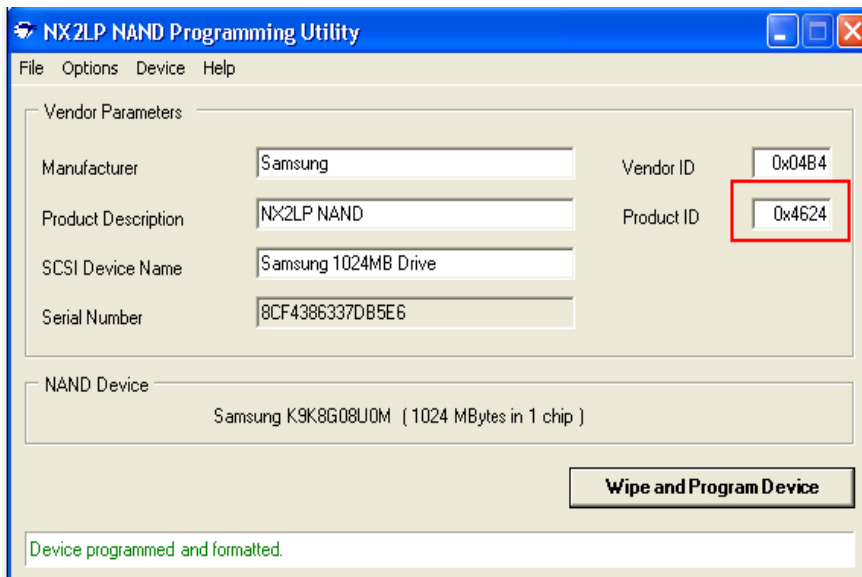 NX2LP NAND Programming Utility
File Options Device Help
Vendor Parameters
Manufacturer Samsung Vendor ID 0x04B4
Product Description NX2LP NAND Product ID 0x4624
SCSI Device Name Samsung 1024MB Drive
Serial Number 8CF4386337DB5E6
NAND Device
Samsung K9K8G08U0M ( 1024 MBytes in 1 chip )
Wipe and Program Device
Device programmed and formatted.